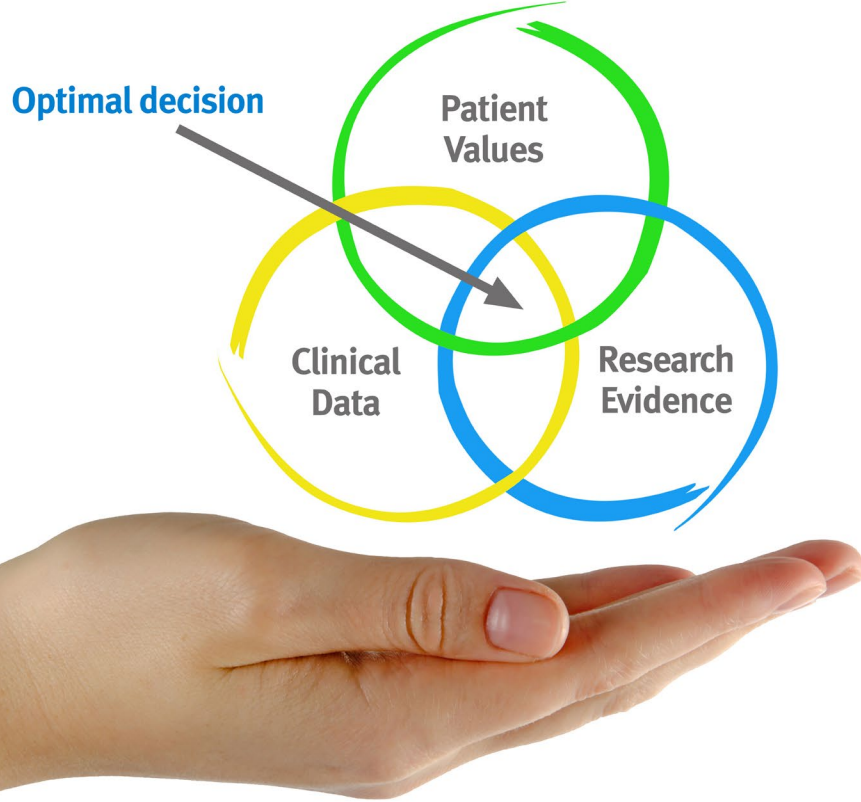 Optimal decision
Patient
Values
Clinical
Data
Research
Evidence